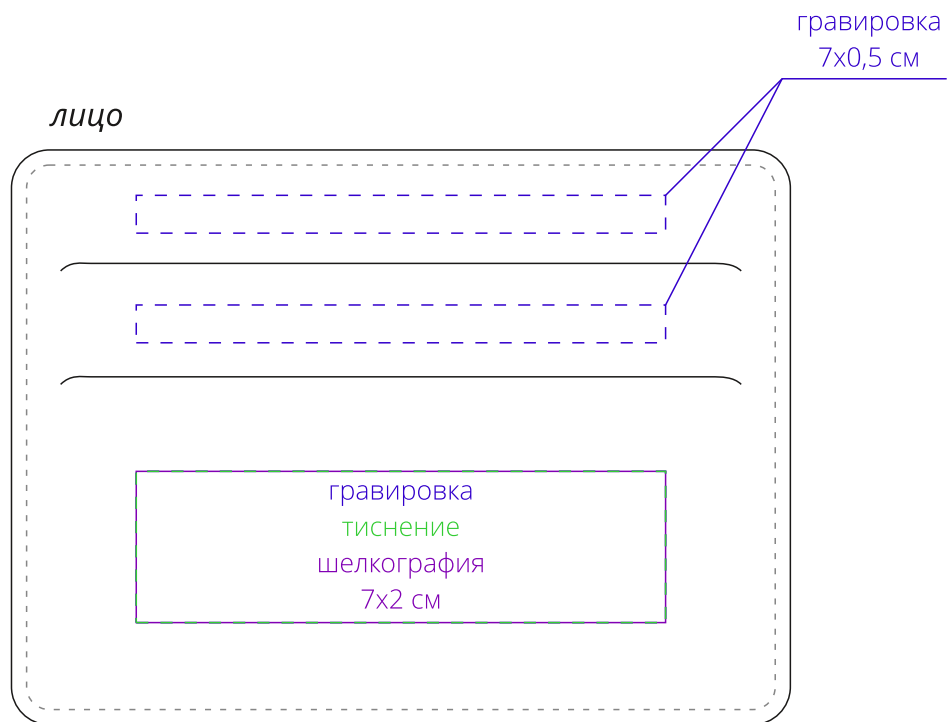 гравировка
7х0,5 см
лицо
гравировка
тиснение
шелкография
7х2 см